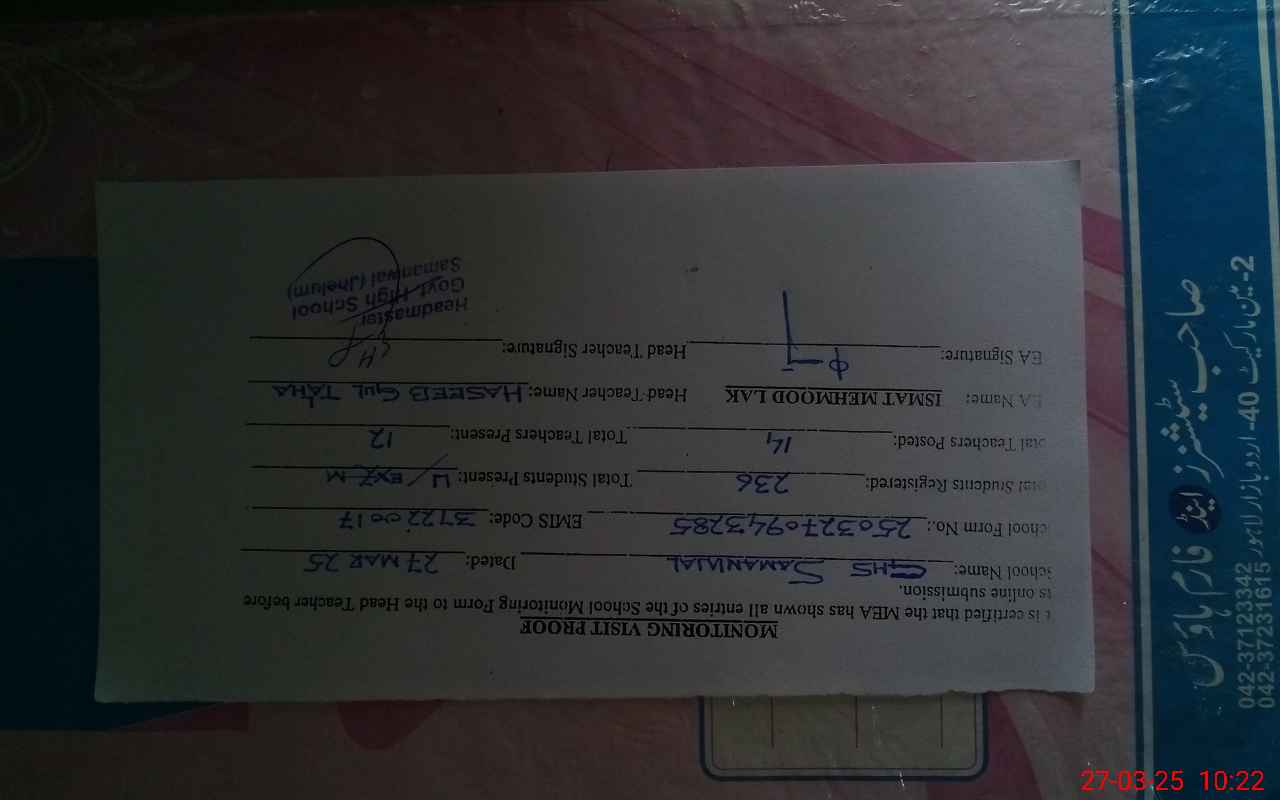 MONITORING VISIT PROOF
t is certified that the MEA has shown all entries of the School Monitoring Form to the Head Teacher before
ts online submission.
School Name: GHS SAMANWAL Dated: 27 MAR 25
chool Form No.: 250327094 3285 EMIS Code: 37220017
otal Students Registered: 236 Total Students Present: U/EXZM
otal Teachers Posted: 14 Total Teachers Present: 12
EA Name: ISMAT MEHMOOD LAK Head Teacher Name: HASEEB GUL TAHA
EA Signature: Head Teacher Signature:
Headmaster
Govt. High School
Samanwal (Jhelum)
صاحب سٹیشنرز اینڈ فارم ہاؤس
2-مین مارکیٹ 40-اردو بازار لاہور
042-37123342
042-37231615
27-03-25 10:22